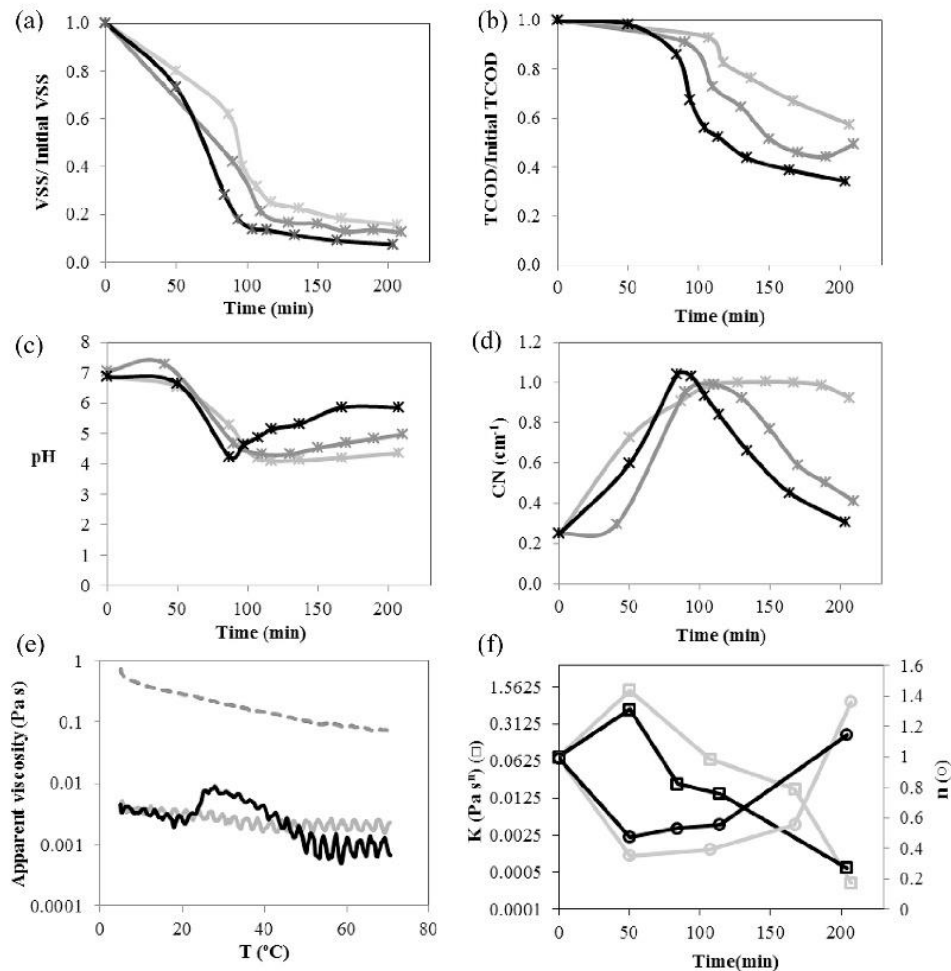 (a)
1.0
0.8
0.6
0.4
0.2
0.0
VSS/ Initial VSS
0 50 100 150 200
Time (min)
(b)
1.0
0.8
0.6
0.4
0.2
0.0
TCOD/Initial TCOD
0 50 100 150 200
Time (min)
(c)
8
7
6
5
4
3
2
1
0
pH
0 50 100 150 200
Time (min)
(d)
1.2
1.0
0.8
0.6
0.4
0.2
0.0
CN (cm⁻¹)
0 50 100 150 200
Time (min)
(e)
1
0.1
0.01
0.001
0.0001
Apparent viscosity (Pa s)
0 20 40 60 80
T (ºC)
(f)
1.5625
0.3125
0.0625
0.0125
0.0025
0.0005
0.0001
K (Pa sⁿ) (□)
1.6
1.4
1.2
1
0.8
0.6
0.4
0.2
0
n (○)
0 50 100 150 200
Time(min)